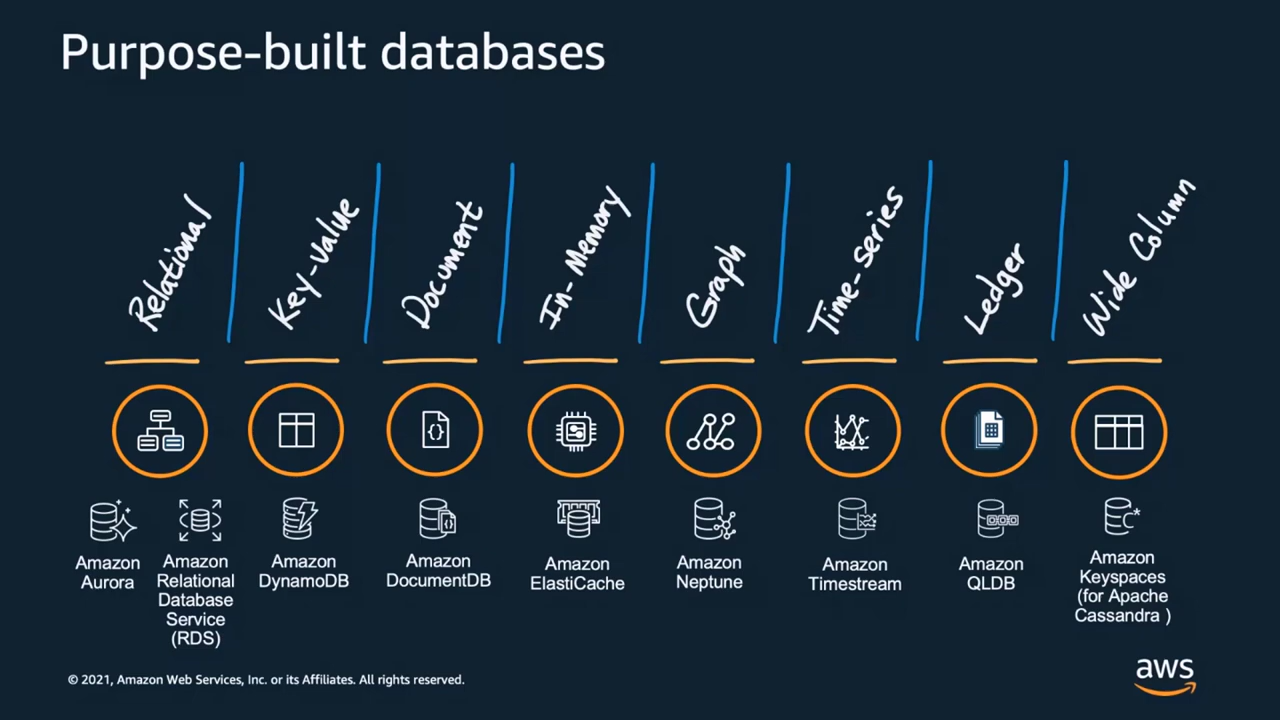 Purpose-built databases
Relational
Key-value
Document
In-Memory
Graph
Time-series
Ledger
Wide Column
Amazon
Aurora
Amazon
Relational
Database
Service
(RDS)
Amazon
DynamoDB
Amazon
DocumentDB
Amazon
ElastiCache
Amazon
Neptune
Amazon
Timestream
Amazon
QLDB
Amazon
Keyspaces
(for Apache
Cassandra )
© 2021, Amazon Web Services, Inc. or its Affiliates. All rights reserved.
aws